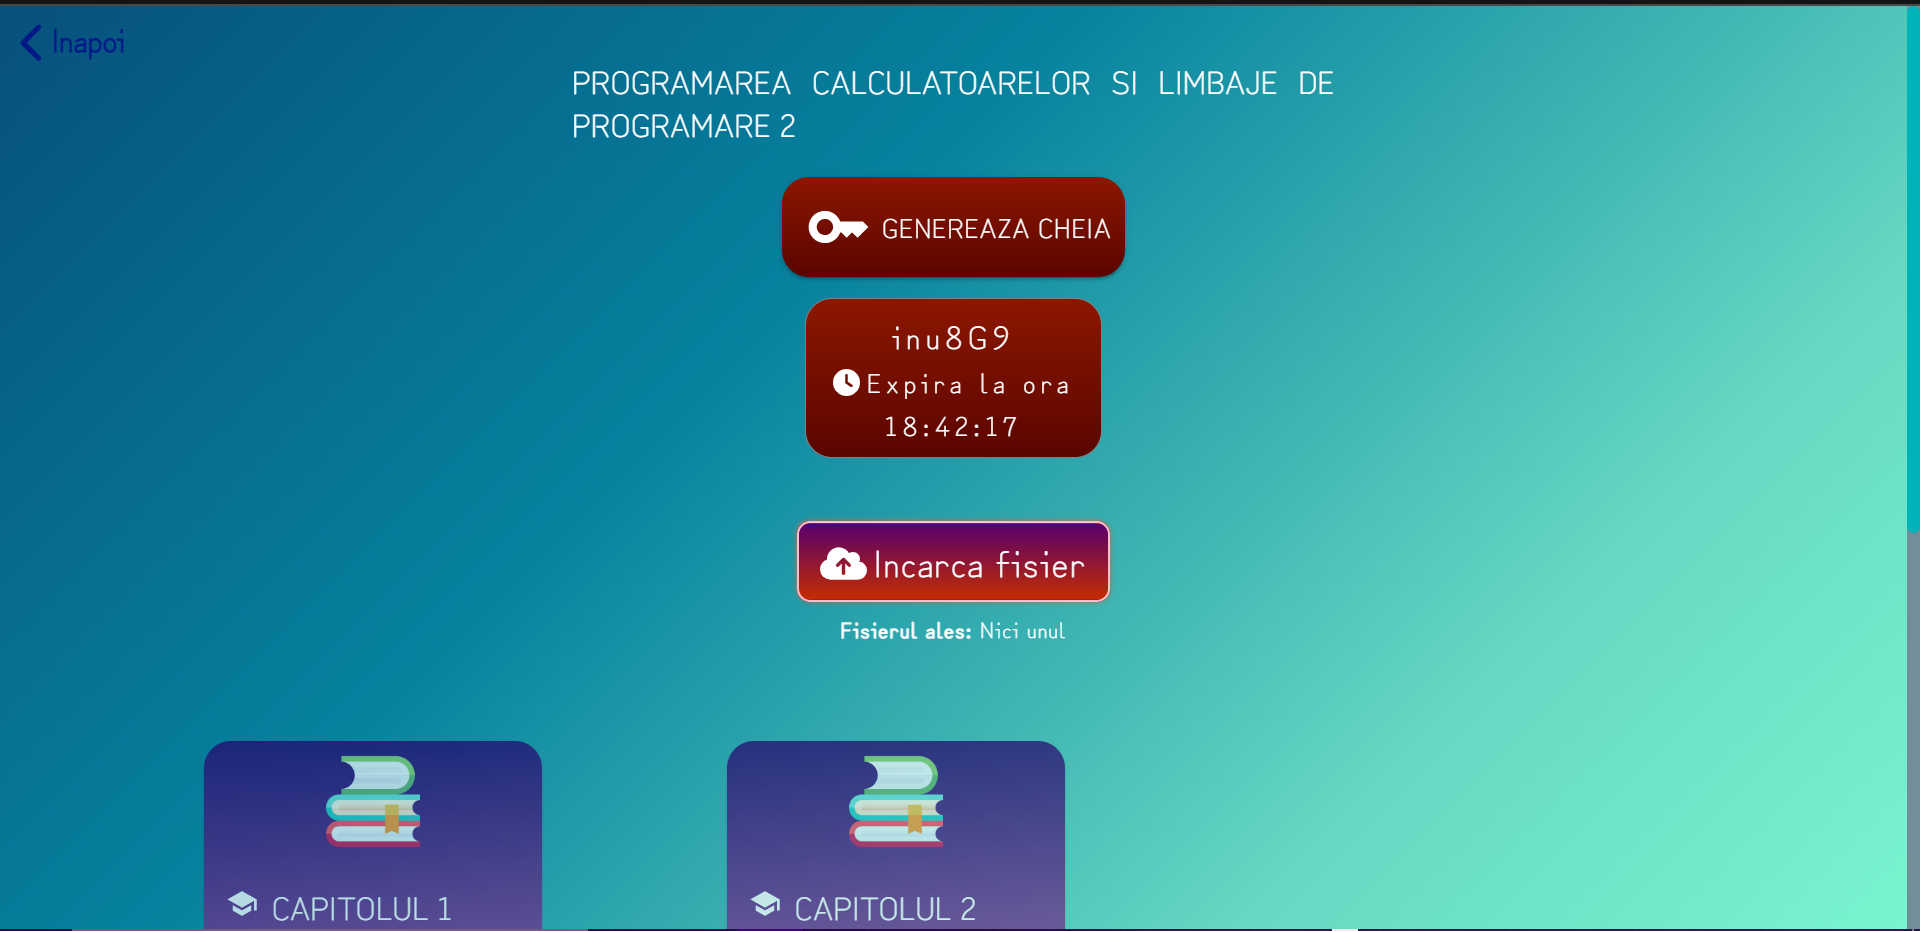 Inapoi
PROGRAMAREA CALCULATOARELOR SI LIMBAJE DE
PROGRAMARE 2
GENEREAZA CHEIA
inu8G9
Expira la ora
18:42:17
Incarca fisier
Fisierul ales: Nici unul
CAPITOLUL 1
CAPITOLUL 2